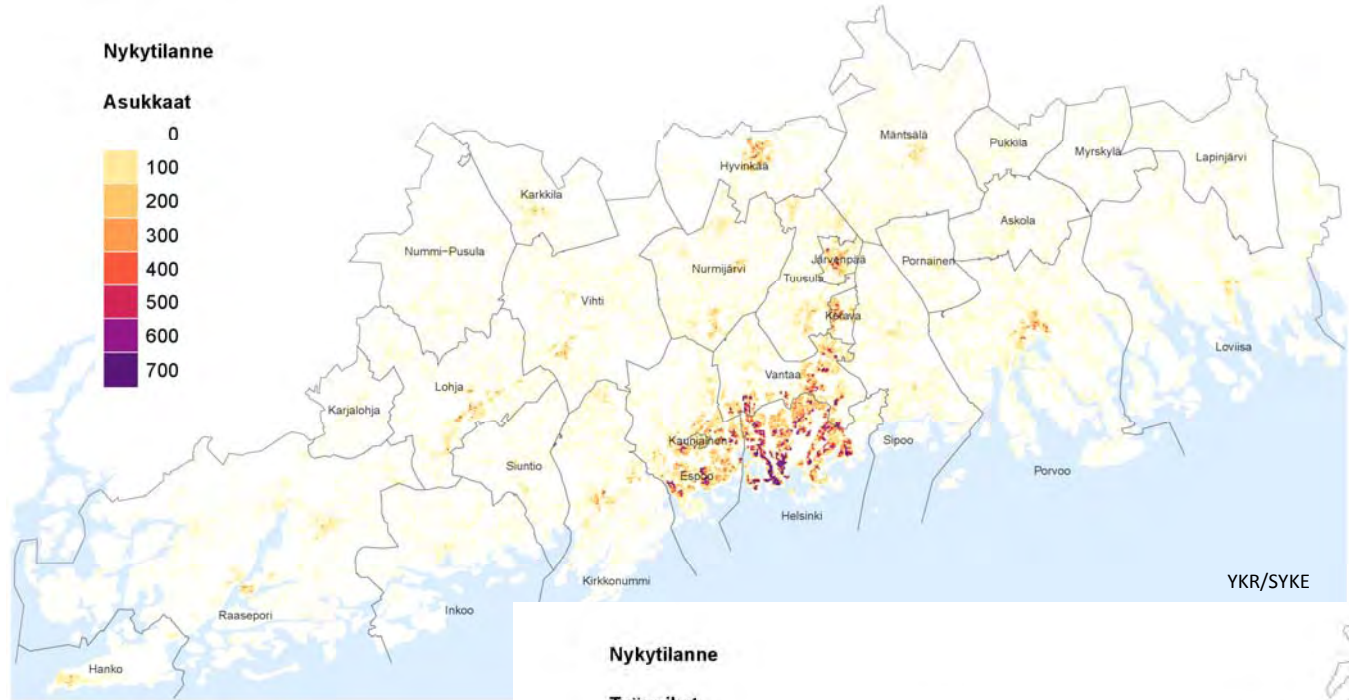 Nykytilanne
Asukkaat
0
100
200
300
400
500
600
700
Mäntsälä
Pukkila
Myrskylä
Lapinjärvi
Hyvinkää
Karkkila
Askola
Nummi-Pusula
Nurmijärvi
Järvenpää
Pornainen
Tuusula
Vihti
Kerava
Loviisa
Vantaa
Lohja
Karjalohja
Kauniainen
Sipoo
Siuntio
Espoo
Porvoo
Helsinki
Kirkkonummi
YKR/SYKE
Inkoo
Raasepori
Hanko
Nykytilanne